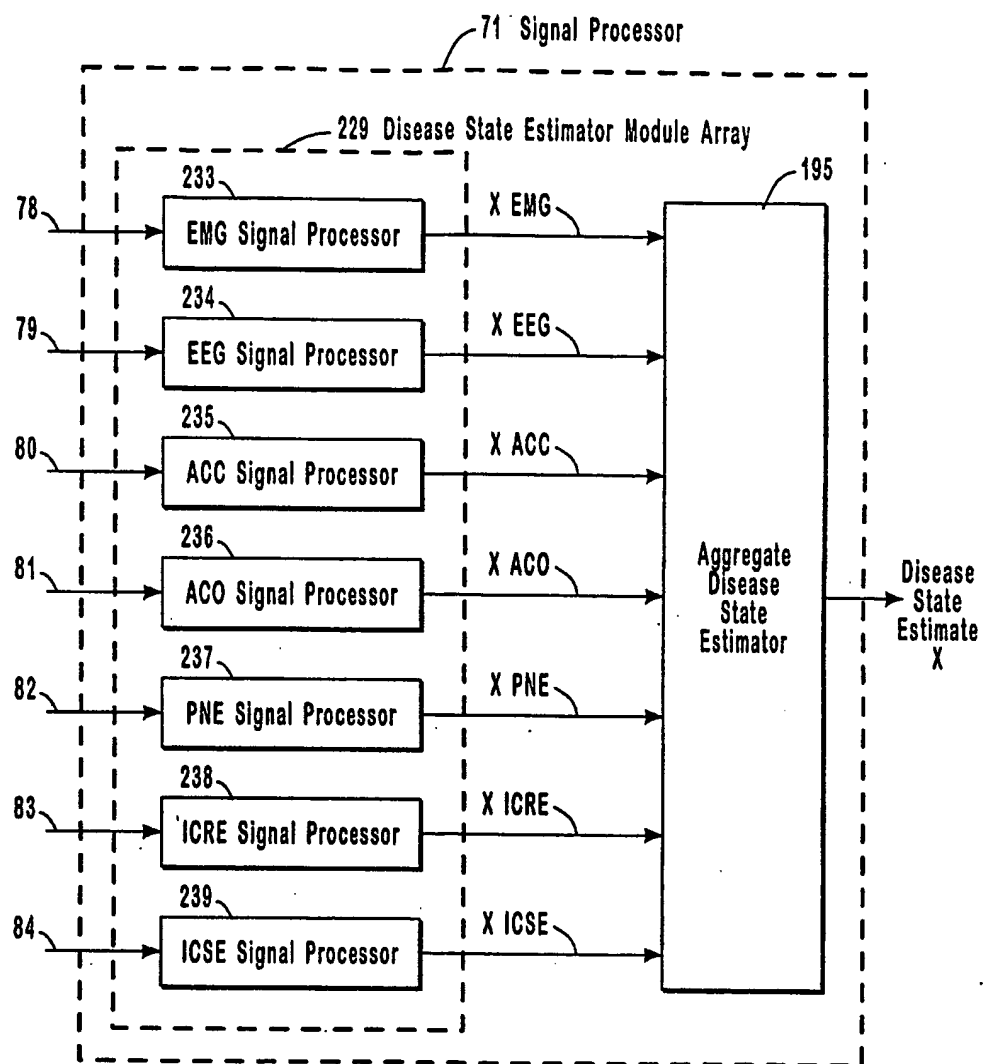 71 Signal Processor
229 Disease State Estimator Module Array
195
233
78
EMG Signal Processor
X EMG
234
79
EEG Signal Processor
X EEG
235
80
ACC Signal Processor
X ACC
236
81
ACO Signal Processor
X ACO
237
82
PNE Signal Processor
X PNE
238
83
ICRE Signal Processor
X ICRE
239
84
ICSE Signal Processor
X ICSE
Aggregate
Disease
State
Estimator
Disease
State
Estimate
X